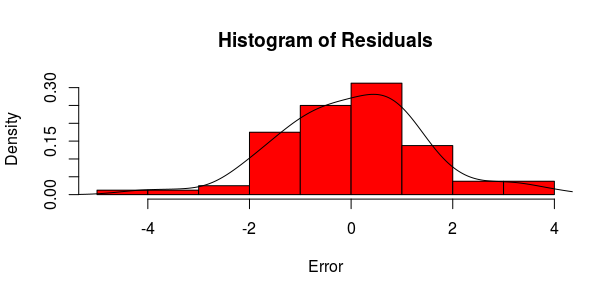 Histogram of Residuals
Density
0.30
0.15
0.00
-4 -2 0 2 4
Error